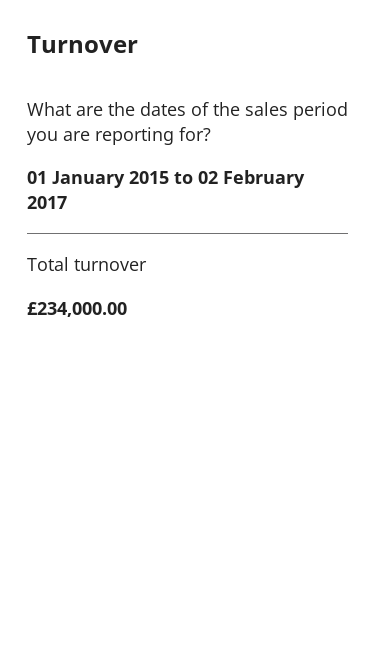 Turnover
What are the dates of the sales period
you are reporting for?
01 January 2015 to 02 February
2017
Total turnover
£234,000.00